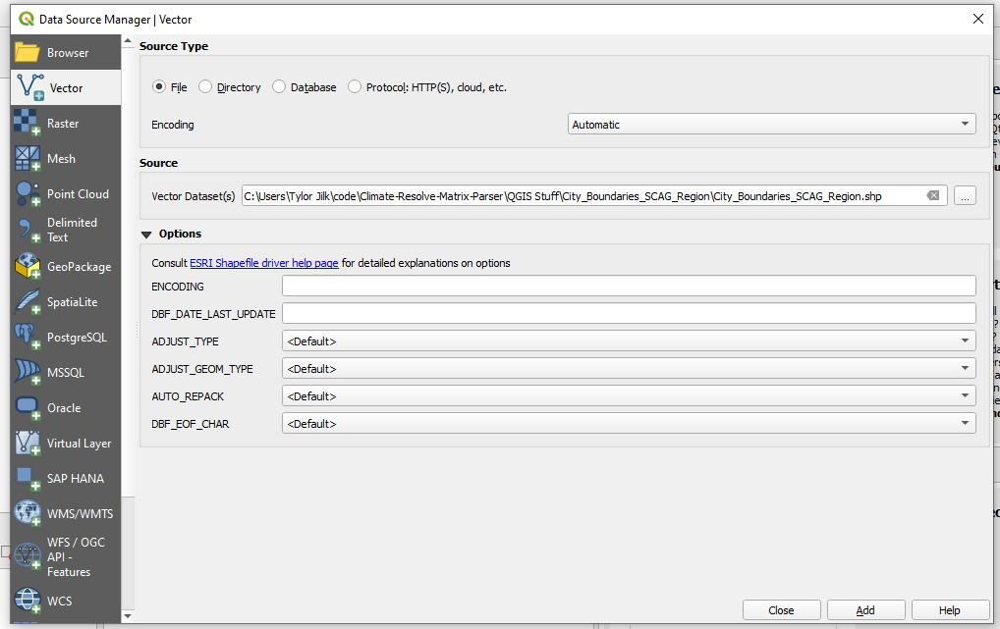 Data Source Manager | Vector
Browser
Vector
Raster
Mesh
Point Cloud
Delimited
Text
GeoPackage
SpatiaLite
PostgreSQL
MSSQL
Oracle
Virtual Layer
SAP HANA
WMS/WMTS
WFS / OGC
API -
Features
WCS
Source Type
File Directory Database Protocol: HTTP(S), cloud, etc.
Encoding Automatic
Source
Vector Dataset(s) C:\Users\Tylor Jilk\code\Climate-Resolve-Matrix-Parser\QGIS Stuff\City_Boundaries_SCAG_Region\City_Boundaries_SCAG_Region.shp ...
Options
Consult ESRI Shapefile driver help page for detailed explanations on options
ENCODING
DBF_DATE_LAST_UPDATE
ADJUST_TYPE <Default>
ADJUST_GEOM_TYPE <Default>
AUTO_REPACK <Default>
DBF_EOF_CHAR <Default>
Close Add Help